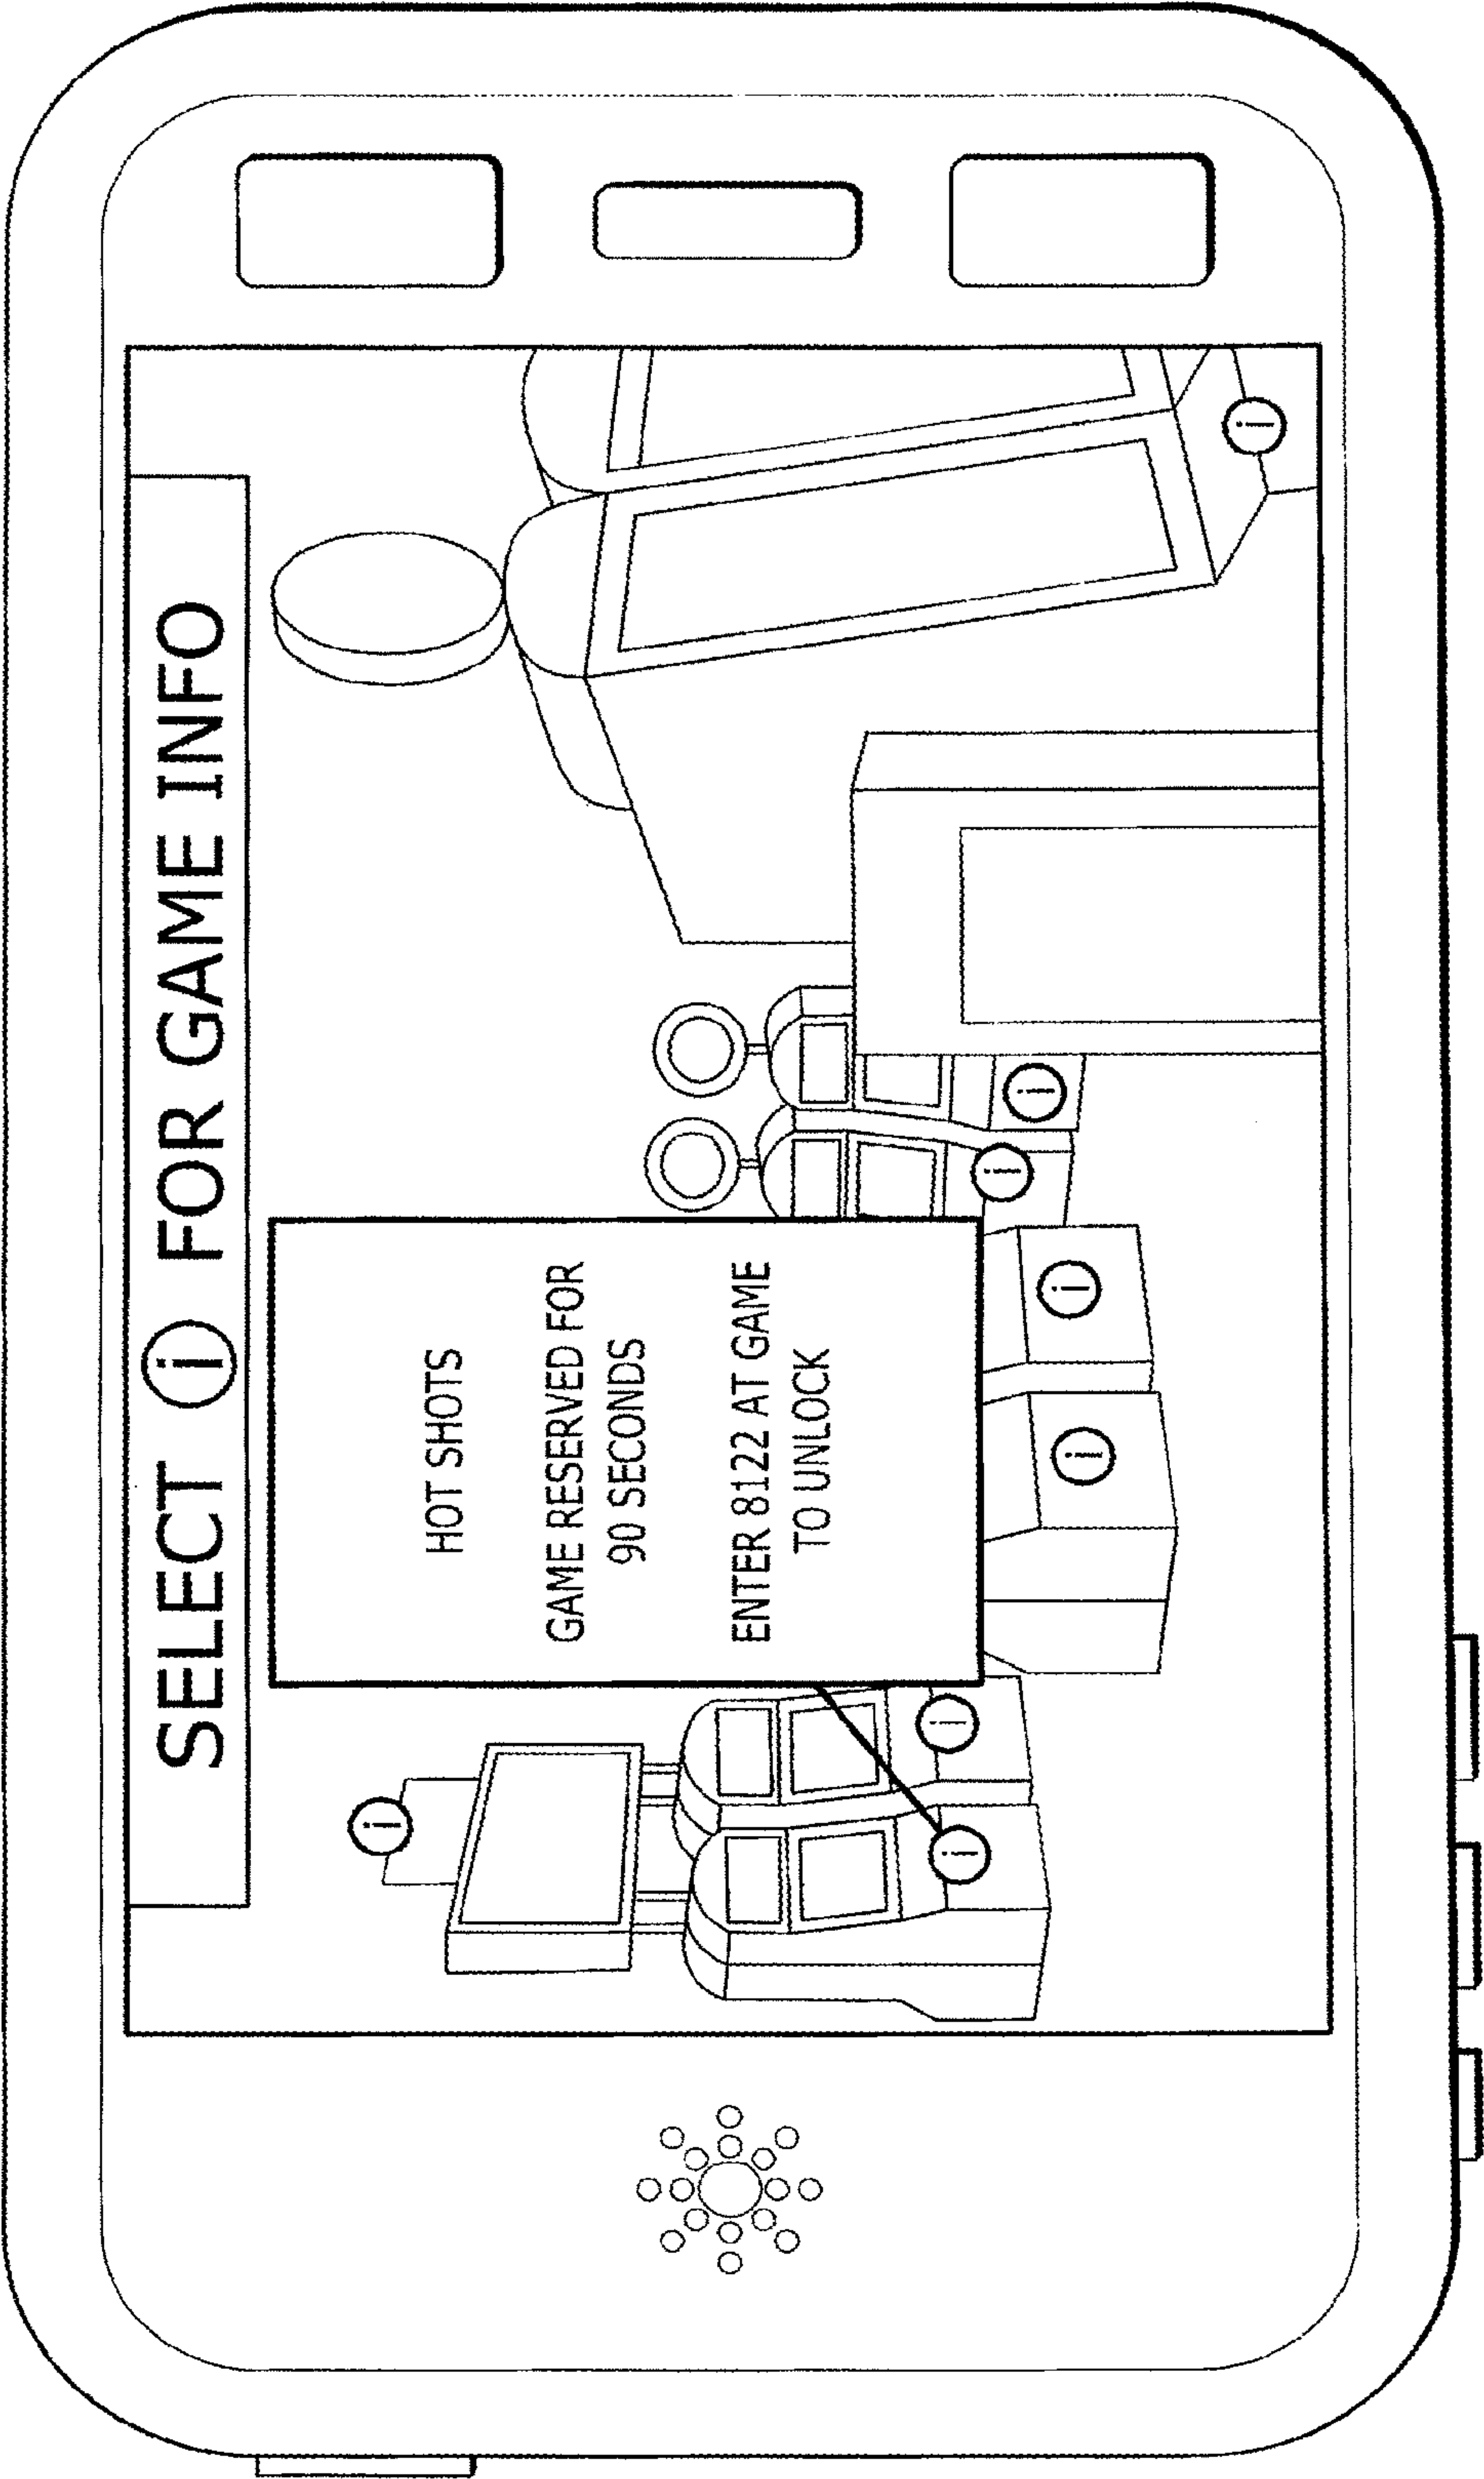 SELECT i FOR GAME INFO
HOT SHOTS
GAME RESERVED FOR
90 SECONDS
ENTER 8122 AT GAME
TO UNLOCK
i
i
i
i
i
i
i
i